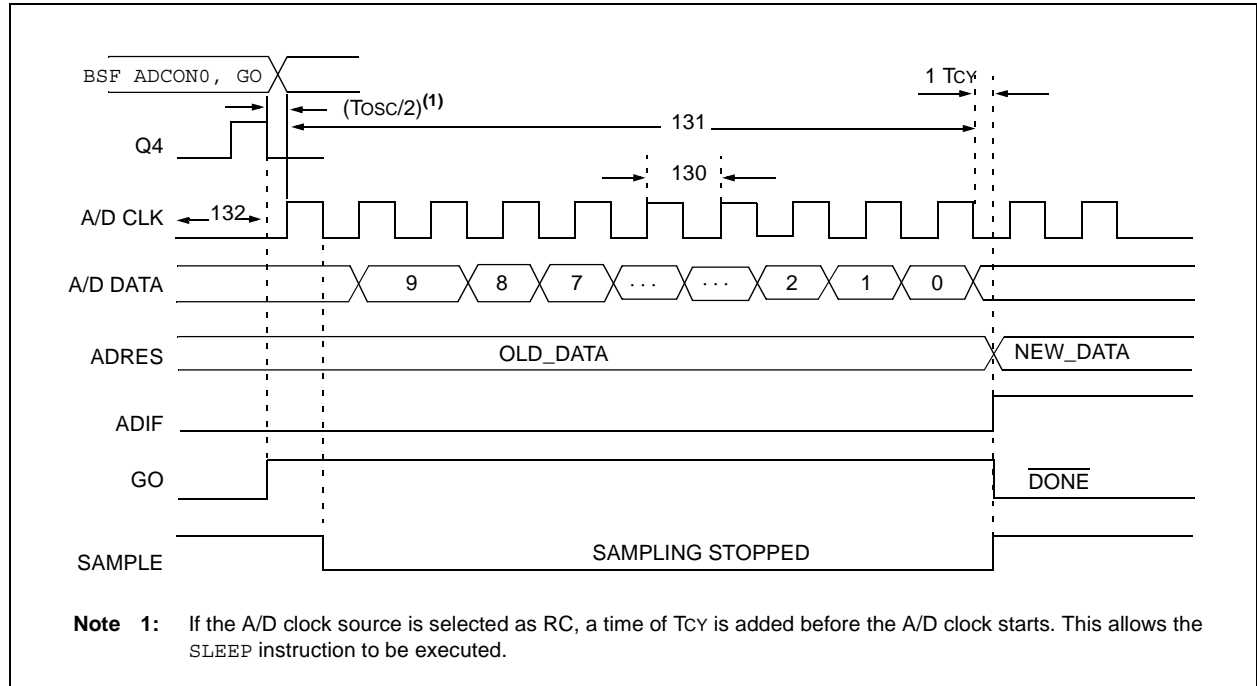 BSF ADCON0, GO
1 TCY
(TOSC/2)(1)
131
Q4
130
A/D CLK
132
A/D DATA
9 8 7 . . . . . . 2 1 0
ADRES
OLD_DATA
NEW_DATA
ADIF
GO
DONE
SAMPLE
SAMPLING STOPPED
Note 1: If the A/D clock source is selected as RC, a time of TCY is added before the A/D clock starts. This allows the
SLEEP instruction to be executed.